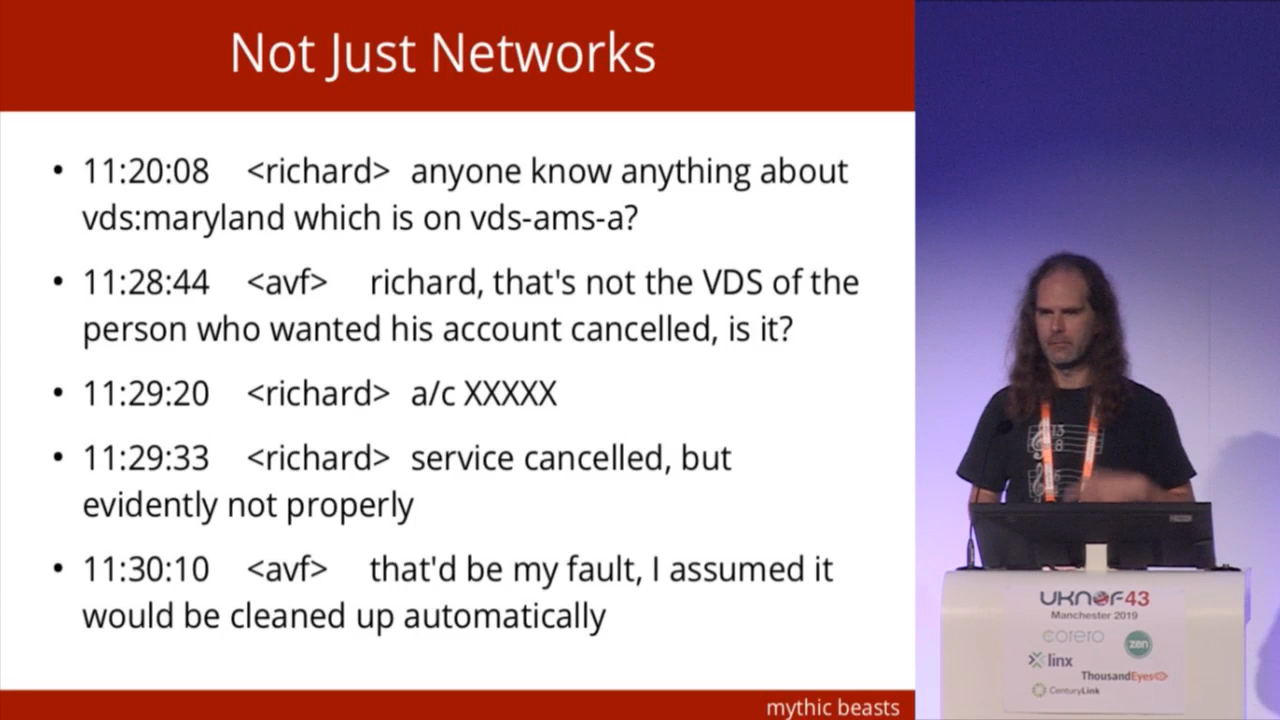 Not Just Networks
• 11:20:08 <richard> anyone know anything about
vds:maryland which is on vds-ams-a?
• 11:28:44 <avf> richard, that's not the VDS of the
person who wanted his account cancelled, is it?
• 11:29:20 <richard> a/c XXXXX
• 11:29:33 <richard> service cancelled, but
evidently not properly
• 11:30:10 <avf> that'd be my fault, I assumed it
would be cleaned up automatically
mythic beasts
13
8
UKNOF43
Manchester 2019
corero
zen
linx
ThousandEyes
CenturyLink